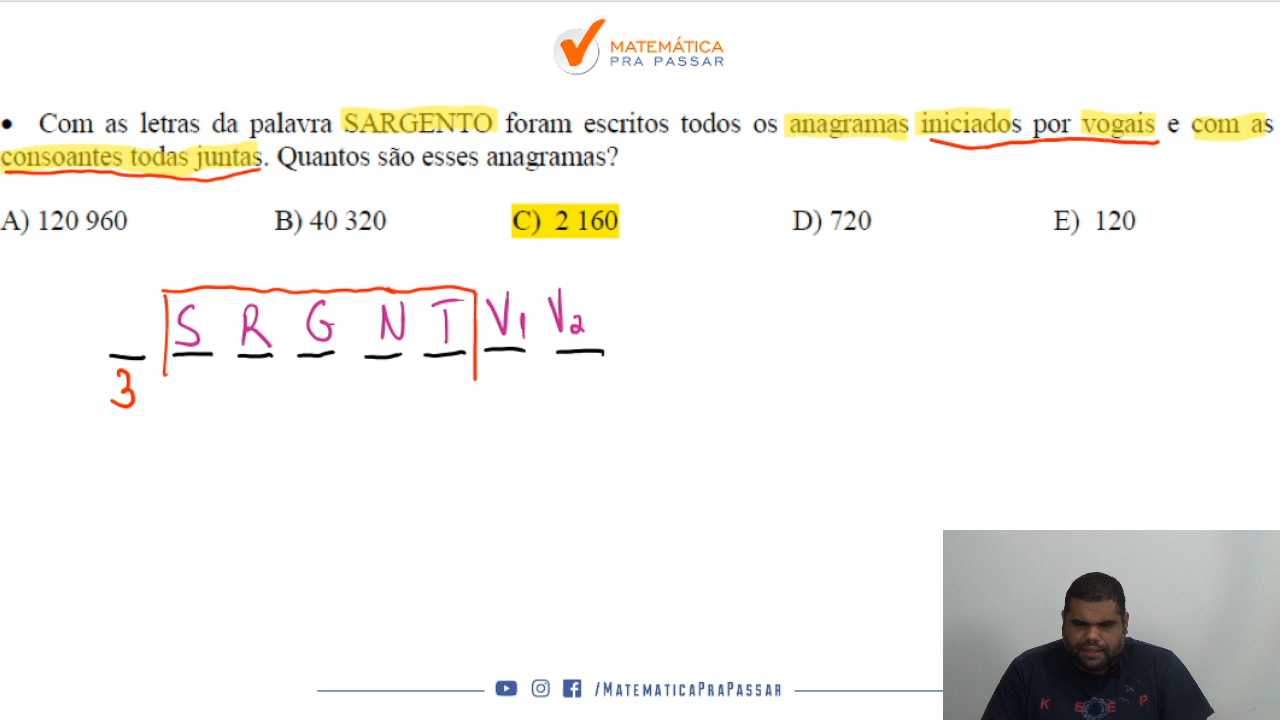 MATEMÁTICA
PRA PASSAR
• Com as letras da palavra SARGENTO foram escritos todos os anagramas iniciados por vogais e com as
consoantes todas juntas. Quantos são esses anagramas?
A) 120 960 B) 40 320 C) 2 160 D) 720 E) 120
S R G N T V1 V2
3
K E E P
/MATEMATICAPRAPASSAR